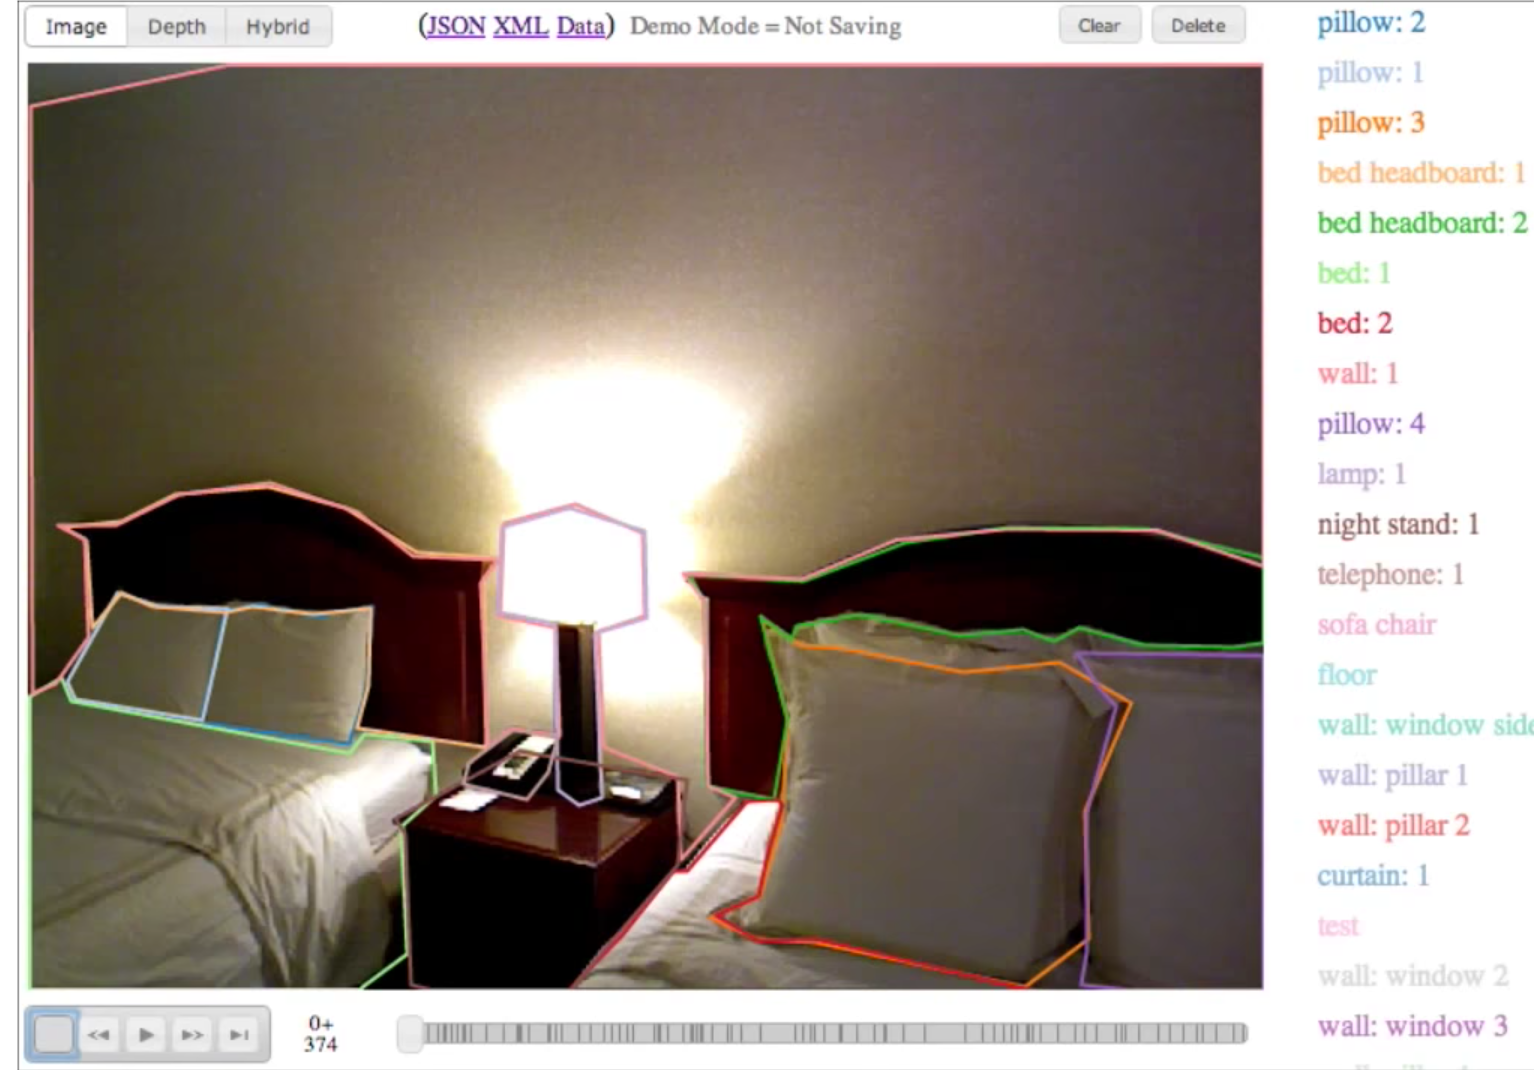 Image Depth Hybrid (JSON XML Data) Demo Mode = Not Saving Clear Delete
pillow: 2
pillow: 1
pillow: 3
bed headboard: 1
bed headboard: 2
bed: 1
bed: 2
wall: 1
pillow: 4
lamp: 1
night stand: 1
telephone: 1
sofa chair
floor
wall: window side
wall: pillar 1
wall: pillar 2
curtain: 1
test
wall: window 2
wall: window 3
0+
374